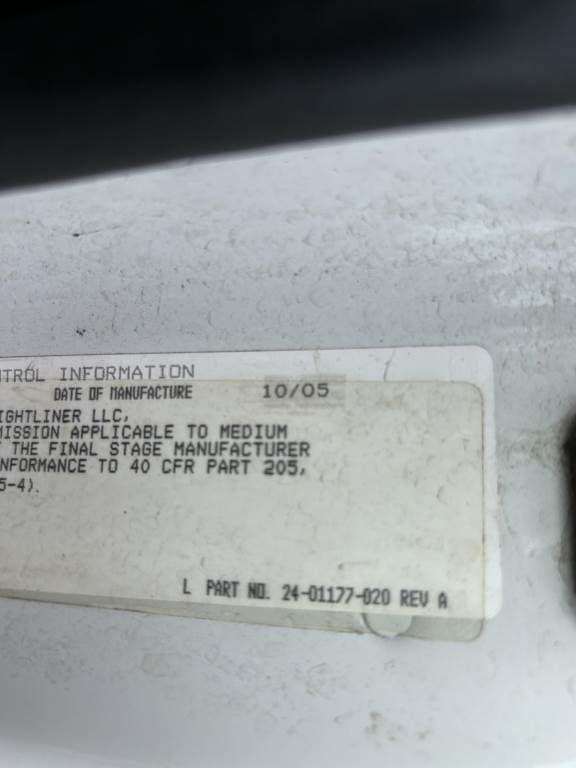 NTROL INFORMATION
DATE OF MANUFACTURE 10/05
IGHTLINER LLC,
MISSION APPLICABLE TO MEDIUM
THE FINAL STAGE MANUFACTURER
NFORMANCE TO 40 CFR PART 205,
5-4).
L PART NO. 24-01177-020 REV A